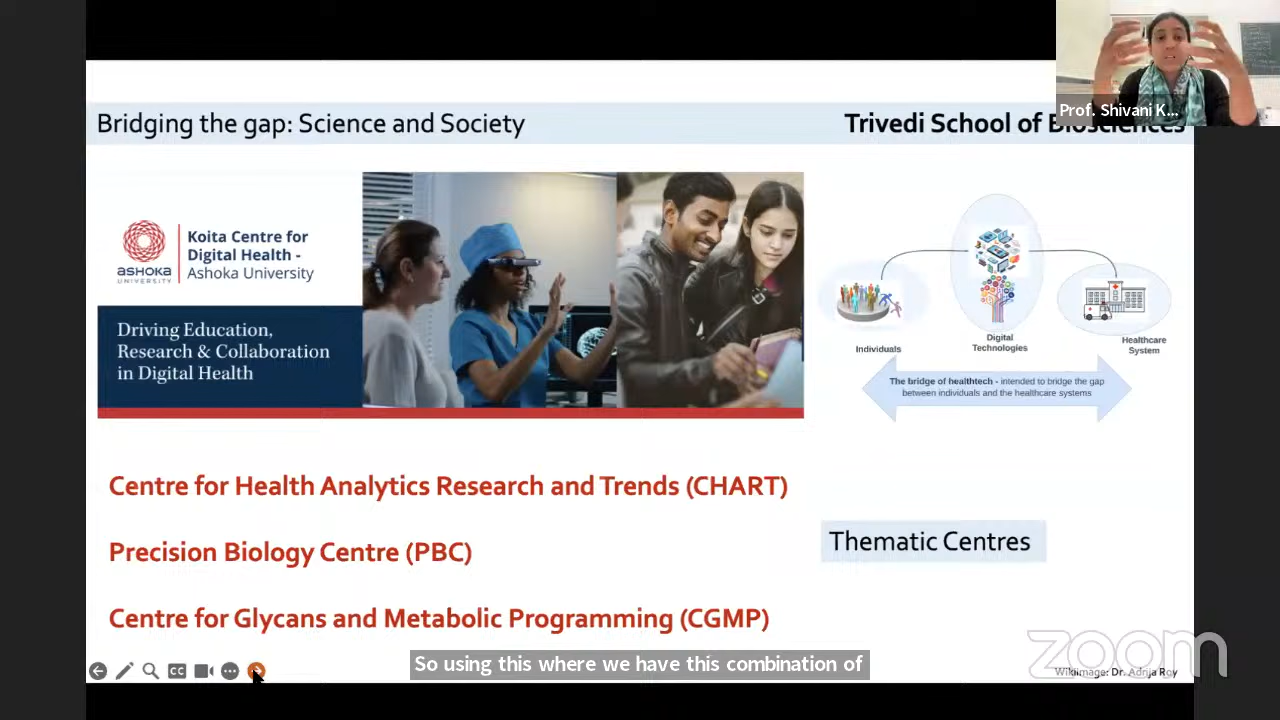 Prof. Shivani K...
Bridging the gap: Science and Society
Trivedi School of Biosciences
ASHOKA
UNIVERSITY
Koita Centre for
Digital Health -
Ashoka University
Driving Education,
Research & Collaboration
in Digital Health
Individuals
Digital
Technologies
Healthcare
System
The bridge of healthtech - intended to bridge the gap
between individuals and the healthcare systems
Centre for Health Analytics Research and Trends (CHART)
Precision Biology Centre (PBC)
Thematic Centres
Centre for Glycans and Metabolic Programming (CGMP)
CC
So using this where we have this combination of
zoom
Wikiimage: Dr. Adrija Roy